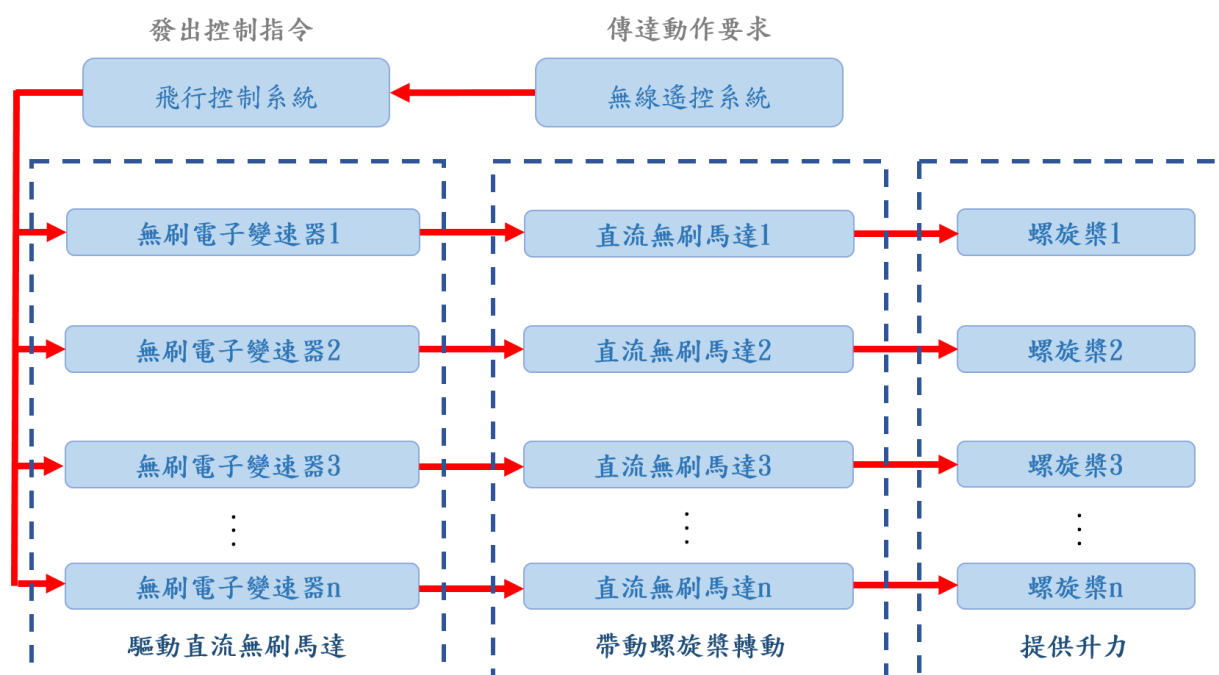 發出控制指令
傳達動作要求
飛行控制系統
無線遙控系統
無刷電子變速器1
直流無刷馬達1
螺旋槳1
無刷電子變速器2
直流無刷馬達2
螺旋槳2
無刷電子變速器3
直流無刷馬達3
螺旋槳3
⋮
⋮
⋮
無刷電子變速器n
直流無刷馬達n
螺旋槳n
驅動直流無刷馬達
帶動螺旋槳轉動
提供升力